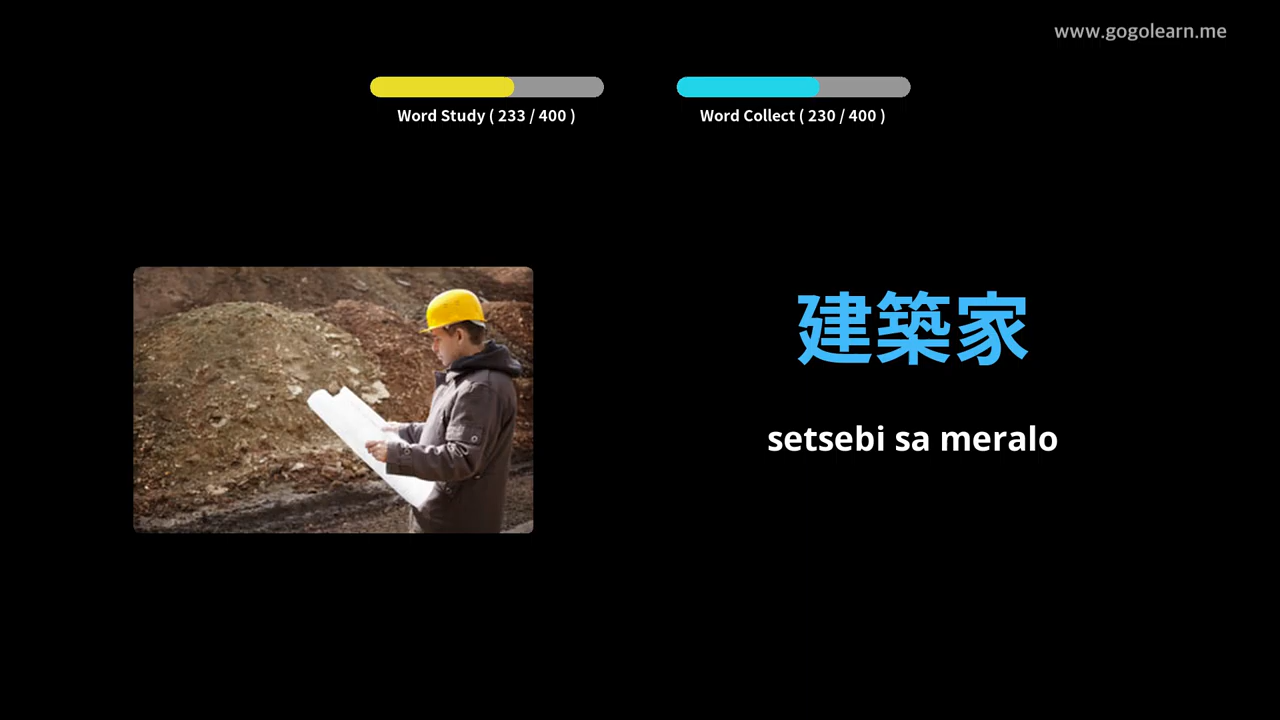 www.gogolearn.me
Word Study ( 233 / 400 )
Word Collect ( 230 / 400 )
建築家
setsebi sa meralo